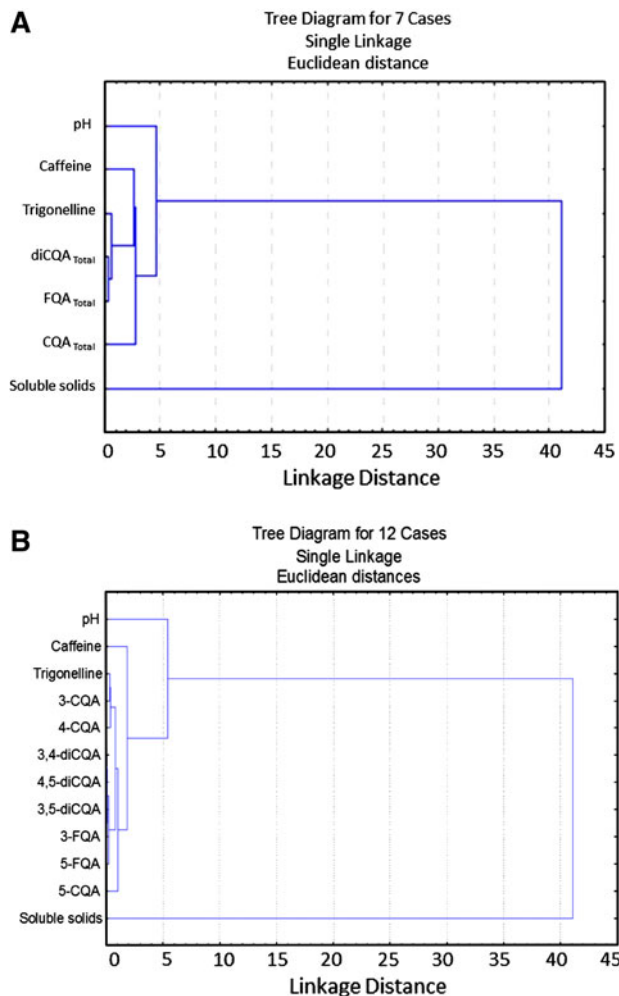 A
Tree Diagram for 7 Cases
Single Linkage
Euclidean distance
pH
Caffeine
Trigonelline
diCQA Total
FQA Total
CQA Total
Soluble solids
0 5 10 15 20 25 30 35 40 45
Linkage Distance
B
Tree Diagram for 12 Cases
Single Linkage
Euclidean distances
pH
Caffeine
Trigonelline
3-CQA
4-CQA
3,4-diCQA
4,5-diCQA
3,5-diCQA
3-FQA
5-FQA
5-CQA
Soluble solids
0 5 10 15 20 25 30 35 40 45
Linkage Distance